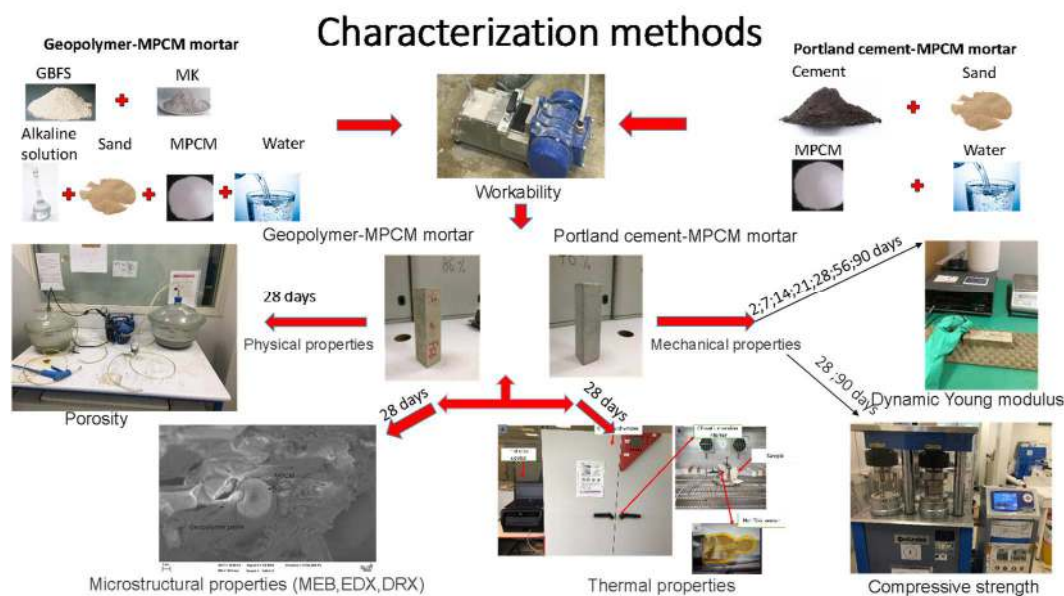 Characterization methods
Geopolymer-MPCM mortar
GBFS
MK
Alkaline
solution
Sand
MPCM
Water
Workability
Portland cement-MPCM mortar
Cement
Sand
MPCM
Water
Geopolymer-MPCM mortar
Portland cement-MPCM mortar
28 days
Physical properties
Porosity
2;7;14;21;28;56;90 days
Mechanical properties
Dynamic Young modulus
28 ;90 days
Compressive strength
28 days
28 days
Microstructural properties (MEB,EDX,DRX)
Thermal properties